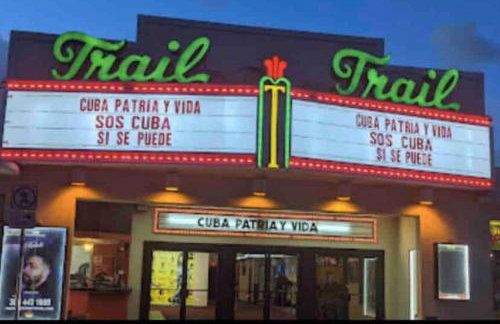 Trail
Trail
CUBA PATRIA Y VIDA
SOS CUBA
SI SE PUEDE
T
CUBA PATRIA Y VIDA
SOS CUBA
SI SE PUEDE
CUBA PATRIA Y VIDA